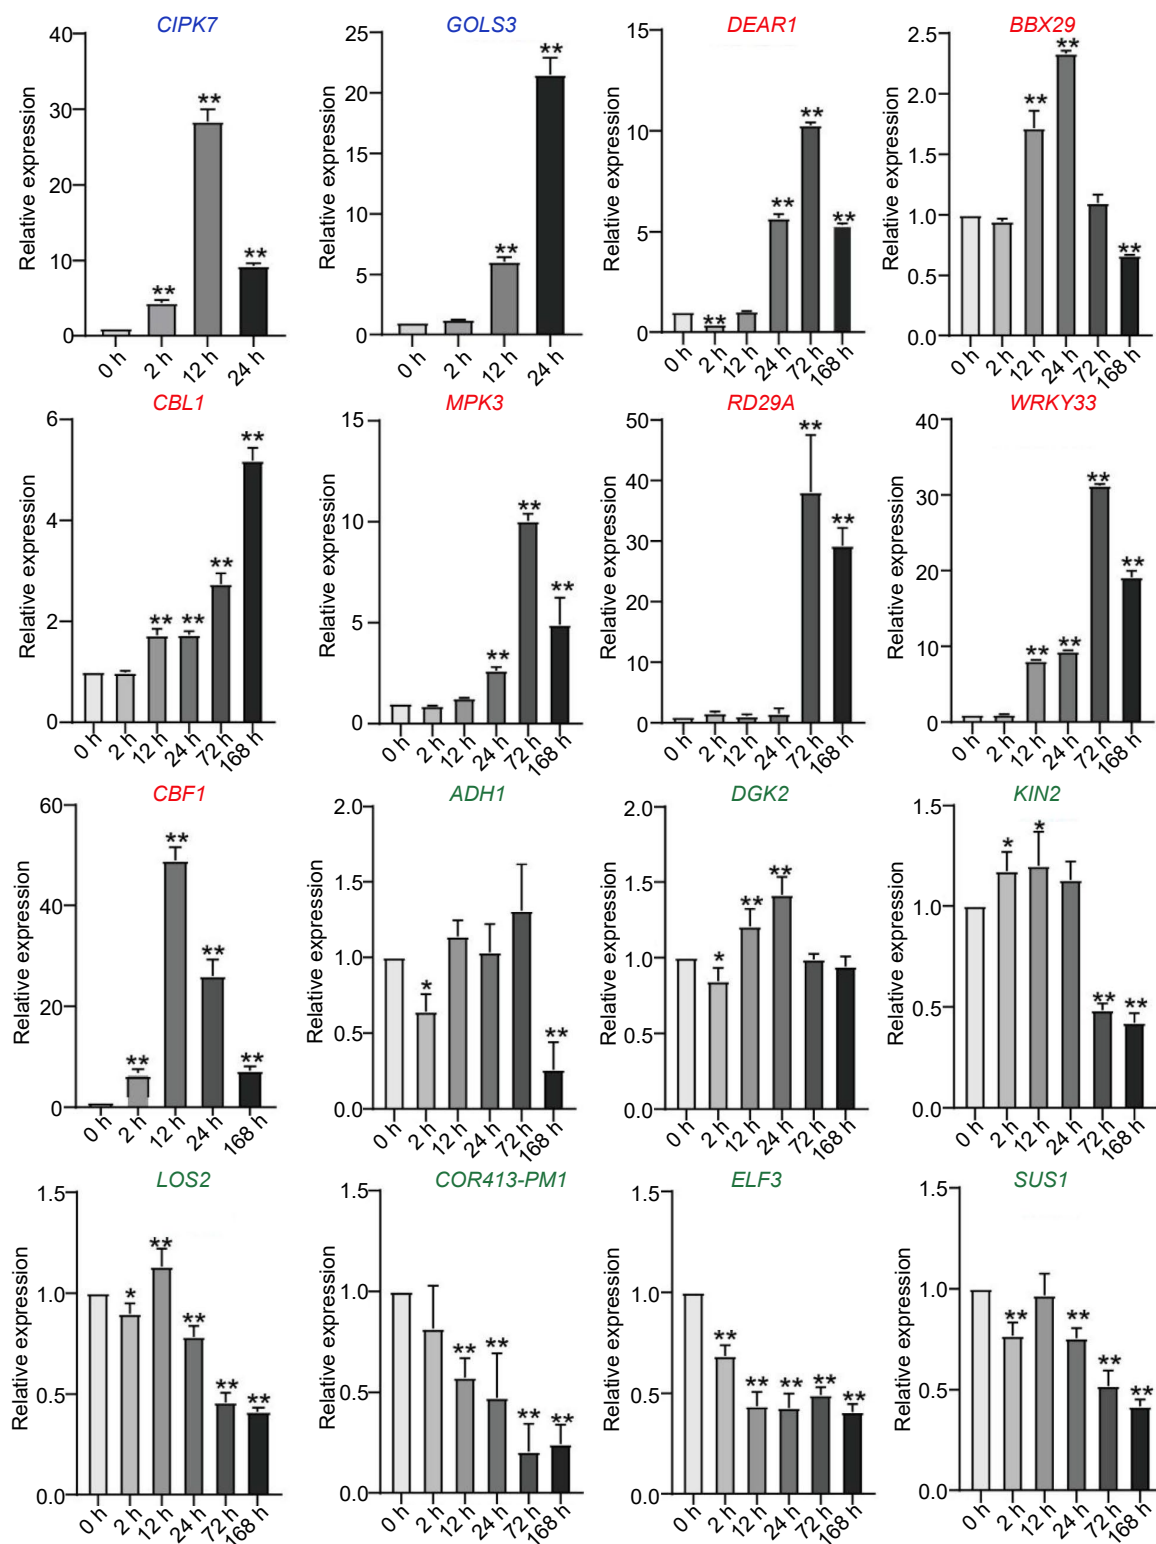 CIPK7
Relative expression
40
30
20
10
0
** ** **
0 h 2 h 12 h 24 h
GOLS3
Relative expression
25
20
15
10
5
0
** **
0 h 2 h 12 h 24 h
DEAR1
Relative expression
15
10
5
0
** ** ** **
0 h 2 h 12 h 24 h 72 h 168 h
BBX29
Relative expression
2.5
2.0
1.5
1.0
0.5
0.0
** ** **
0 h 2 h 12 h 24 h 72 h 168 h
CBL1
Relative expression
6
4
2
0
** ** ** **
0 h 2 h 12 h 24 h 72 h 168 h
MPK3
Relative expression
15
10
5
0
** ** **
0 h 2 h 12 h 24 h 72 h 168 h
RD29A
Relative expression
50
40
30
20
10
0
** **
0 h 2 h 12 h 24 h 72 h 168 h
WRKY33
Relative expression
40
30
20
10
0
** ** ** **
0 h 2 h 12 h 24 h 72 h 168 h
CBF1
Relative expression
60
40
20
0
** ** ** **
0 h 2 h 12 h 24 h 168 h
ADH1
Relative expression
2.0
1.5
1.0
0.5
0.0
* **
0 h 2 h 12 h 24 h 72 h 168 h
DGK2
Relative expression
2.0
1.5
1.0
0.5
0.0
* ** **
0 h 2 h 12 h 24 h 72 h 168 h
KIN2
Relative expression
1.5
1.0
0.5
0.0
* * ** **
0 h 2 h 12 h 24 h 72 h 168 h
LOS2
Relative expression
1.5
1.0
0.5
0.0
* ** ** ** **
0 h 2 h 12 h 24 h 72 h 168 h
COR413-PM1
Relative expression
1.5
1.0
0.5
0.0
** ** ** **
0 h 2 h 12 h 24 h 72 h 168 h
ELF3
Relative expression
1.5
1.0
0.5
0.0
** ** ** ** **
0 h 2 h 12 h 24 h 72 h 168 h
SUS1
Relative expression
1.5
1.0
0.5
0.0
** ** ** **
0 h 2 h 12 h 24 h 72 h 168 h